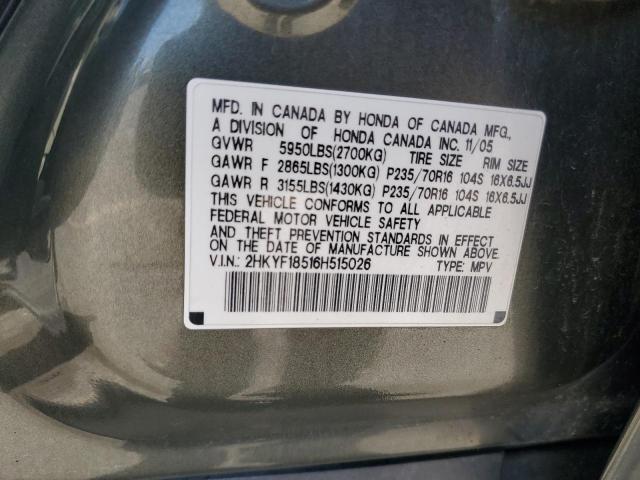 MFD. IN CANADA BY HONDA OF CANADA MFG.,
A DIVISION OF HONDA CANADA INC. 11/05
GVWR 5950LBS(2700KG) TIRE SIZE RIM SIZE
GAWR F 2865LBS(1300KG) P235/70R16 104S 16X6.5JJ
GAWR R 3155LBS(1430KG) P235/70R16 104S 16X6.5JJ
THIS VEHICLE CONFORMS TO ALL APPLICABLE
FEDERAL MOTOR VEHICLE SAFETY
AND THEFT PREVENTION STANDARDS IN EFFECT
ON THE DATE OF MANUFACTURE SHOWN ABOVE.
V.I.N.: 2HKYF18516H515026 TYPE: MPV